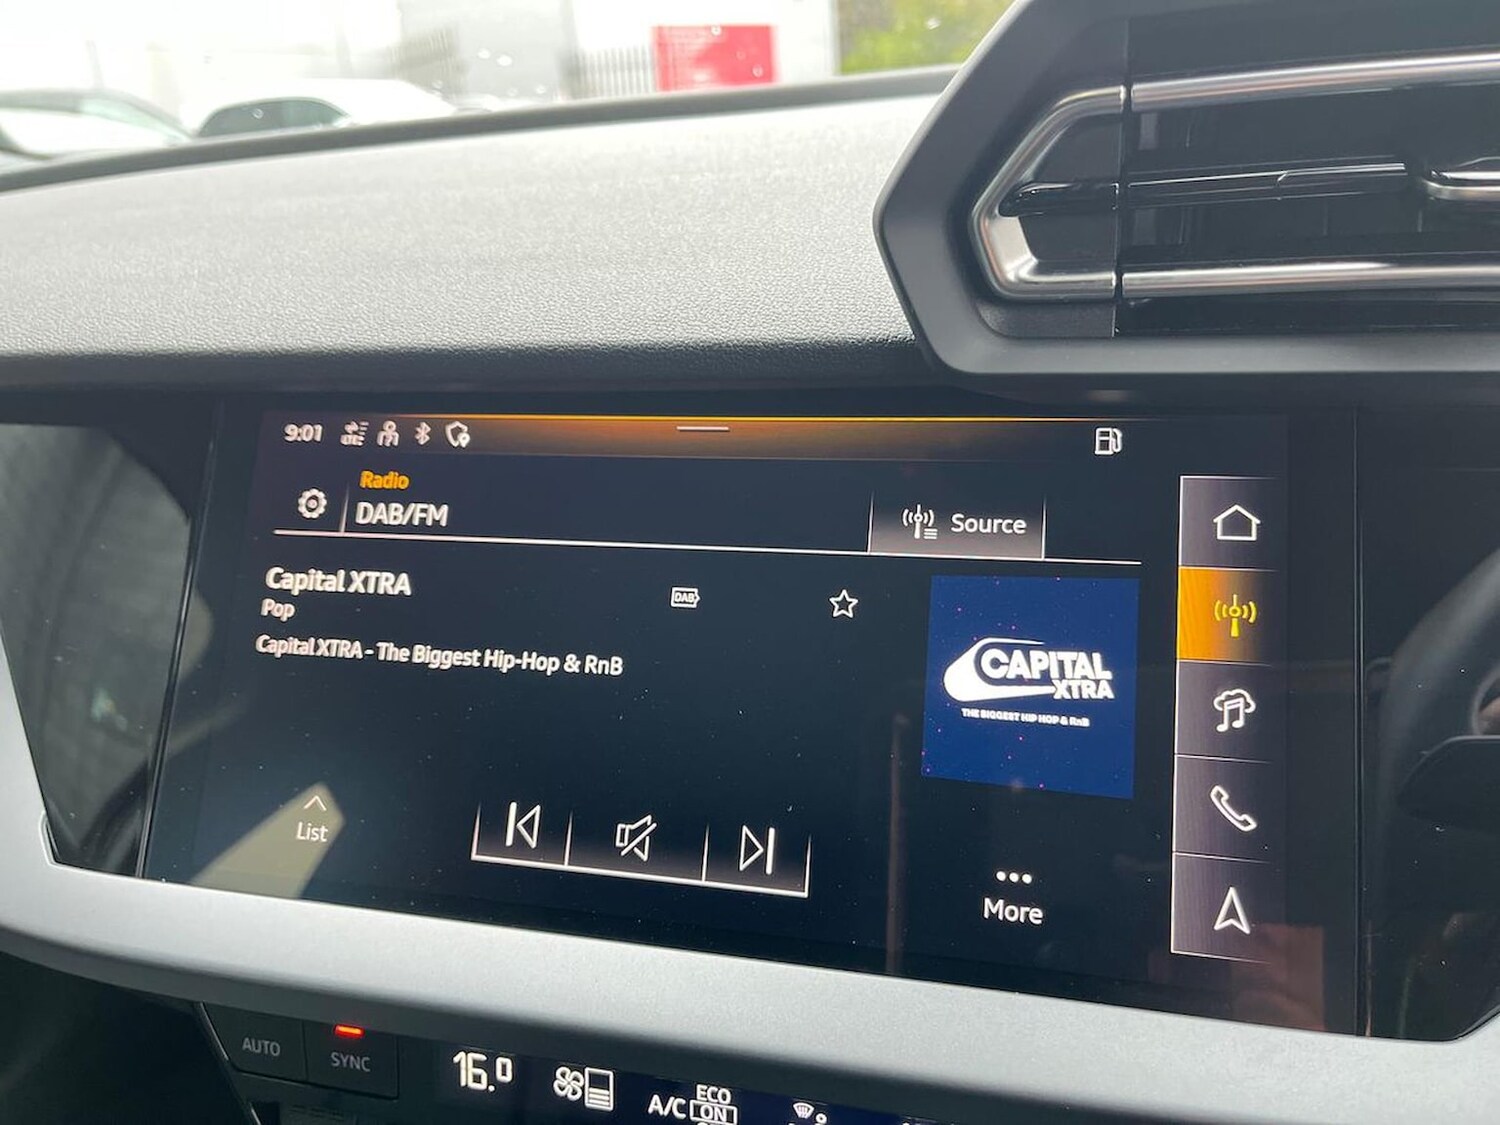 9:01
Radio
DAB/FM
Source
Capital XTRA
Pop
DAB
Capital XTRA - The Biggest Hip-Hop & RnB
CAPITAL
XTRA
THE BIGGEST HIP HOP & RnB
List
More
AUTO
SYNC
16.0
A/C
ECO
ON